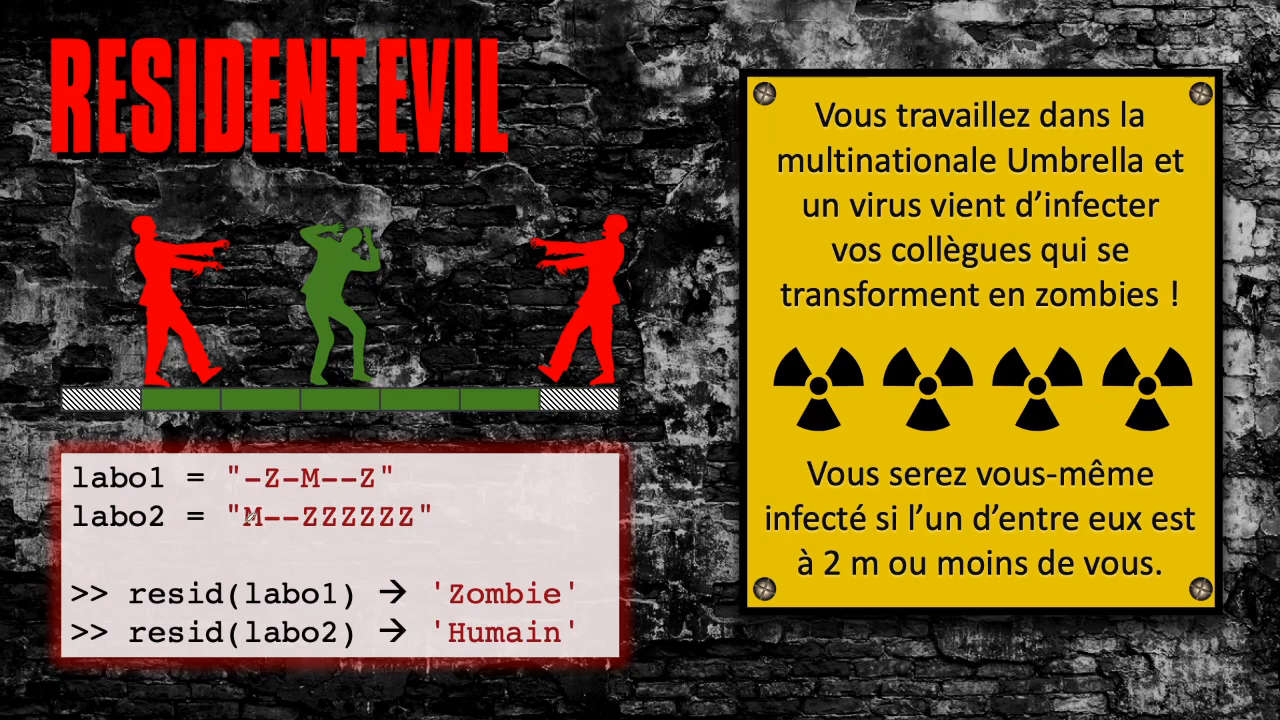 RESIDENT EVIL
Vous travaillez dans la
multinationale Umbrella et
un virus vient d’infecter
vos collègues qui se
transforment en zombies !
Vous serez vous-même
infecté si l’un d’entre eux est
à 2 m ou moins de vous.
labo1 = "-Z-M--Z"
labo2 = "M--ZZZZZZ"
>> resid(labo1) → 'Zombie'
>> resid(labo2) → 'Humain'